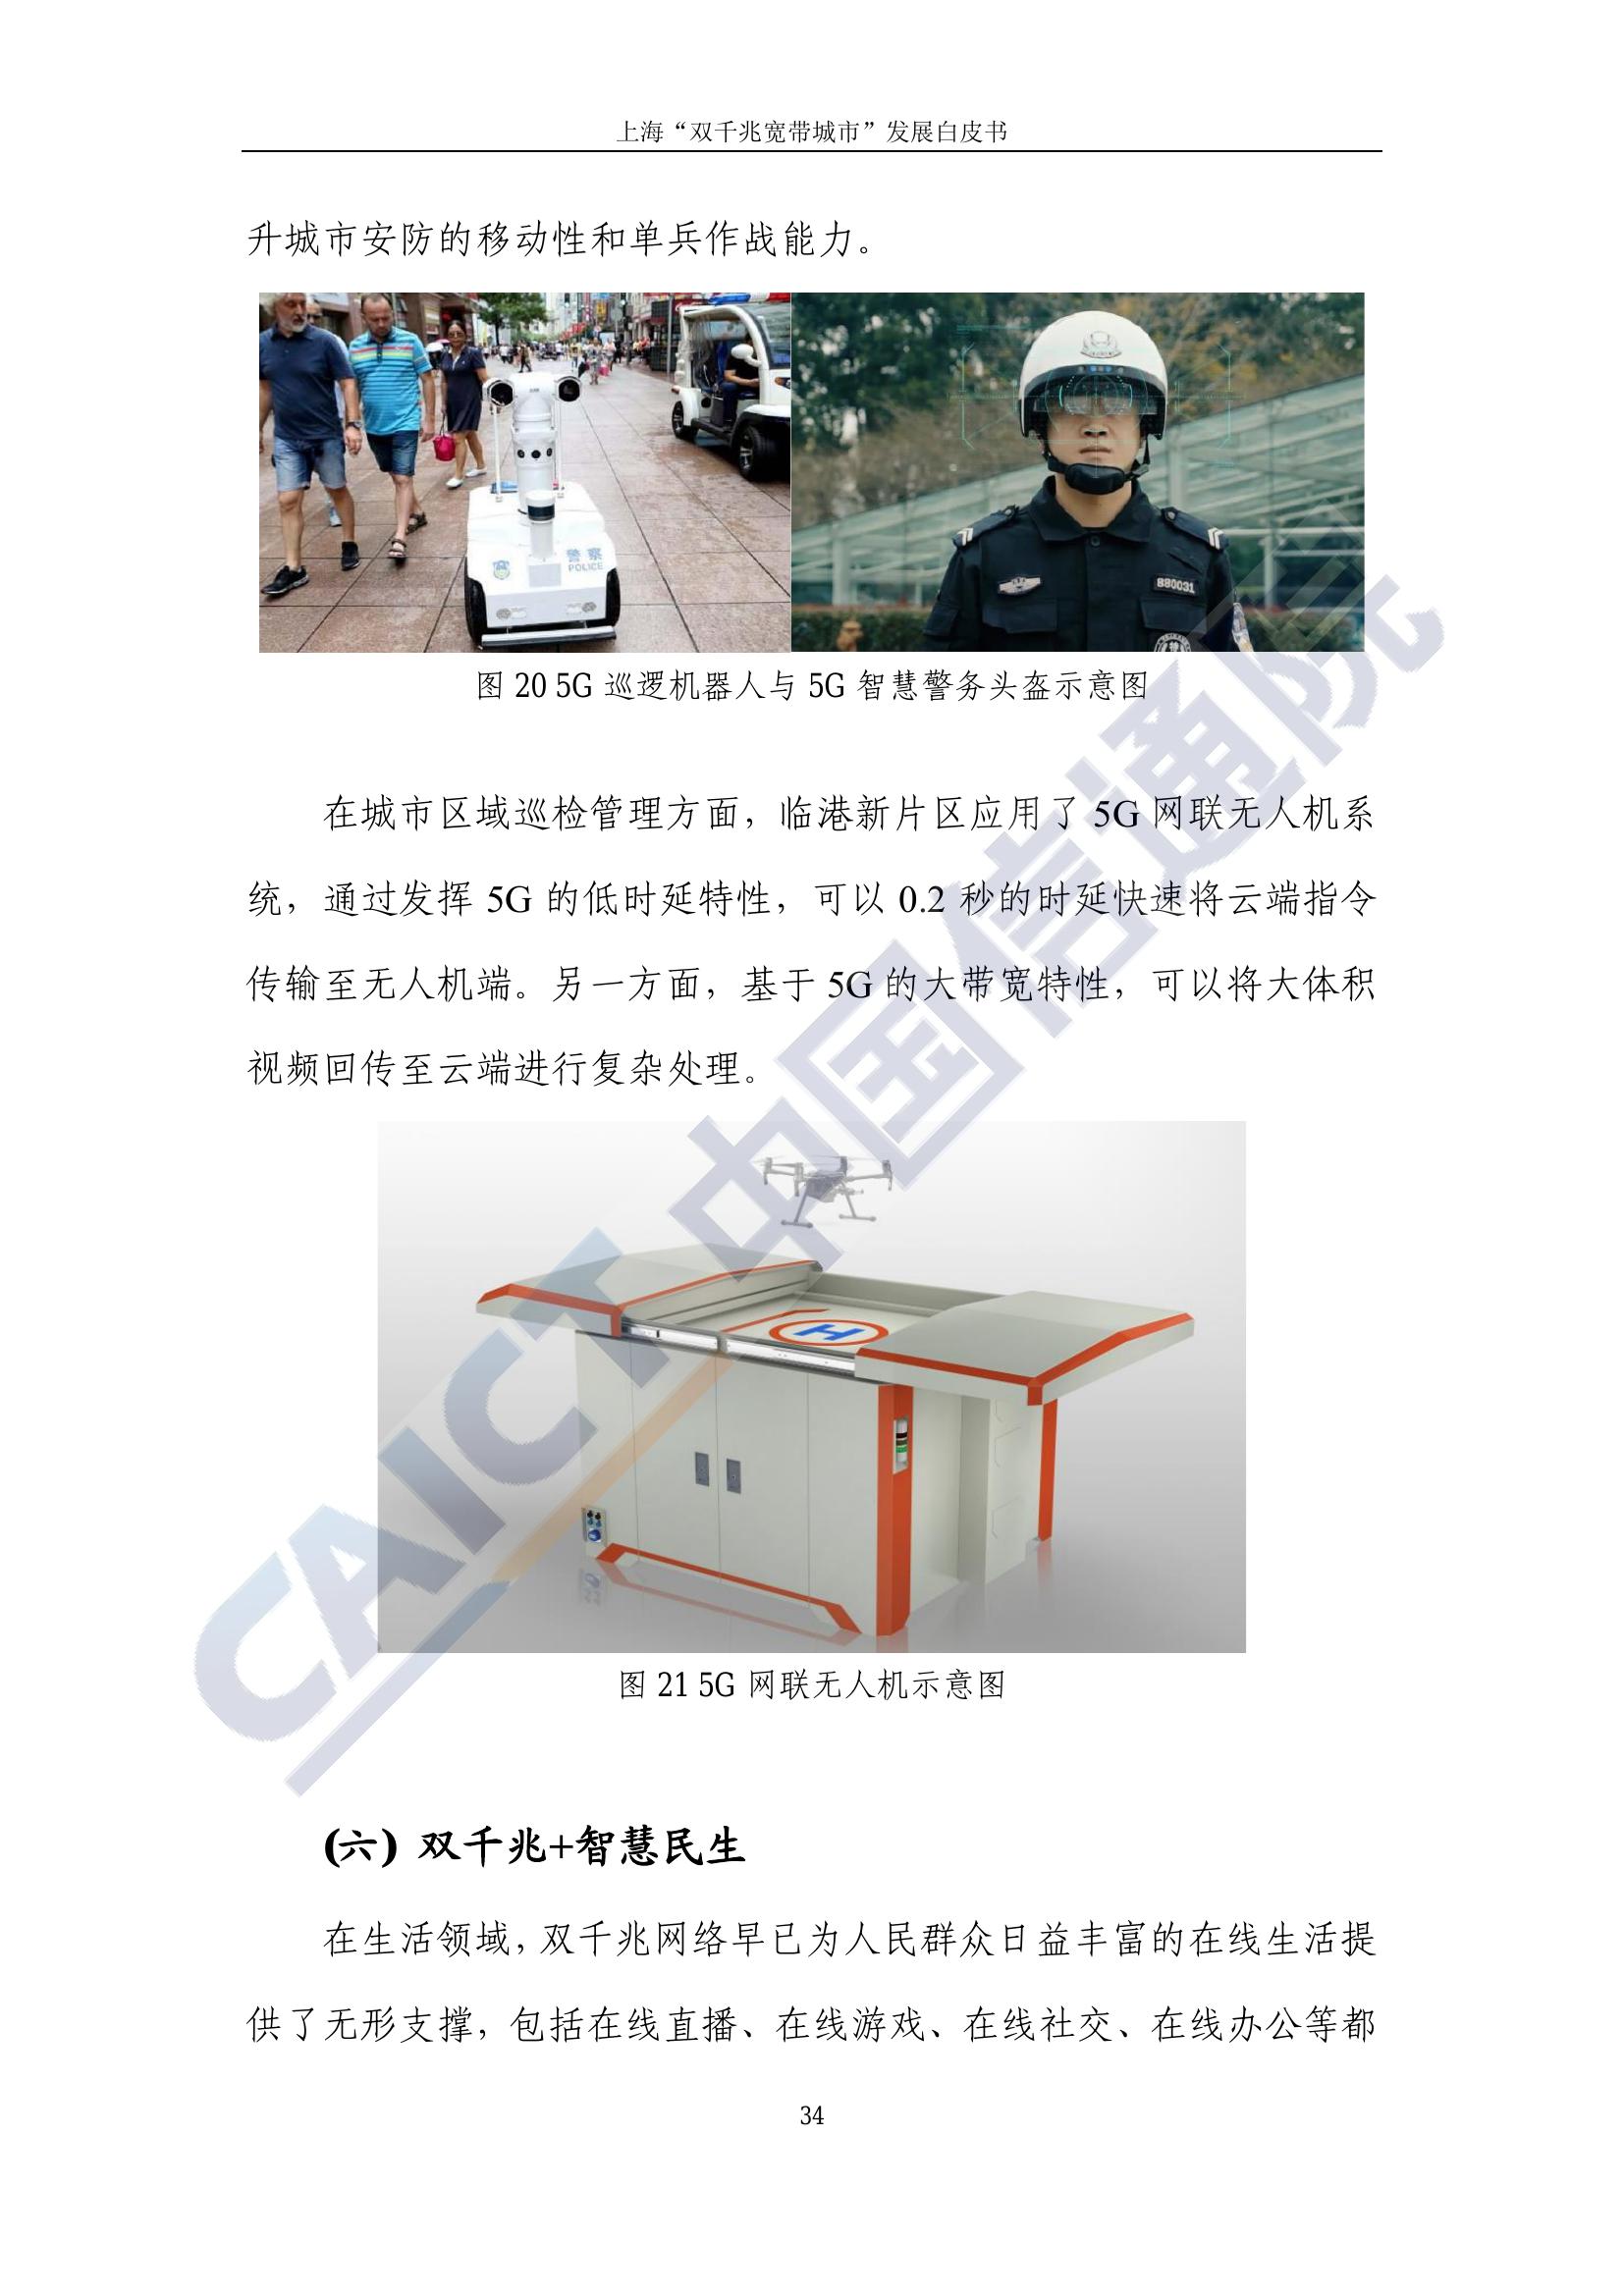 上海“双千兆宽带城市”发展白皮书
升城市安防的移动性和单兵作战能力。
警察
POLICE
880031
图 20 5G 巡逻机器人与 5G 智慧警务头盔示意图
在城市区域巡检管理方面，临港新片区应用了 5G 网联无人机系
统，通过发挥 5G 的低时延特性，可以 0.2 秒的时延快速将云端指令
传输至无人机端。另一方面，基于 5G 的大带宽特性，可以将大体积
视频回传至云端进行复杂处理。
H
图 21 5G 网联无人机示意图
CAICT 中国信通院
(六) 双千兆+智慧民生
在生活领域，双千兆网络早已为人民群众日益丰富的在线生活提
供了无形支撑，包括在线直播、在线游戏、在线社交、在线办公等都
34